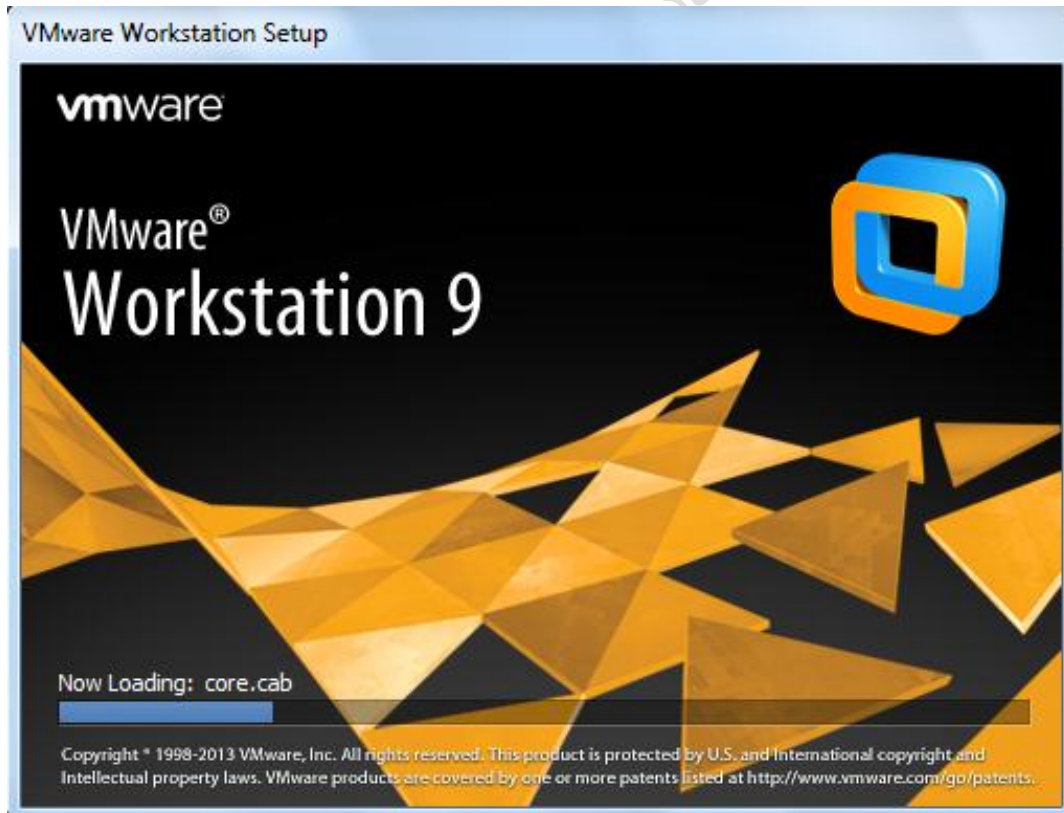 VMware Workstation Setup
vmware
VMware®
Workstation 9
Now Loading: core.cab
Copyright © 1998-2013 VMware, Inc. All rights reserved. This product is protected by U.S. and International copyright and
Intellectual property laws. VMware products are covered by one or more patents listed at http://www.vmware.com/go/patents.